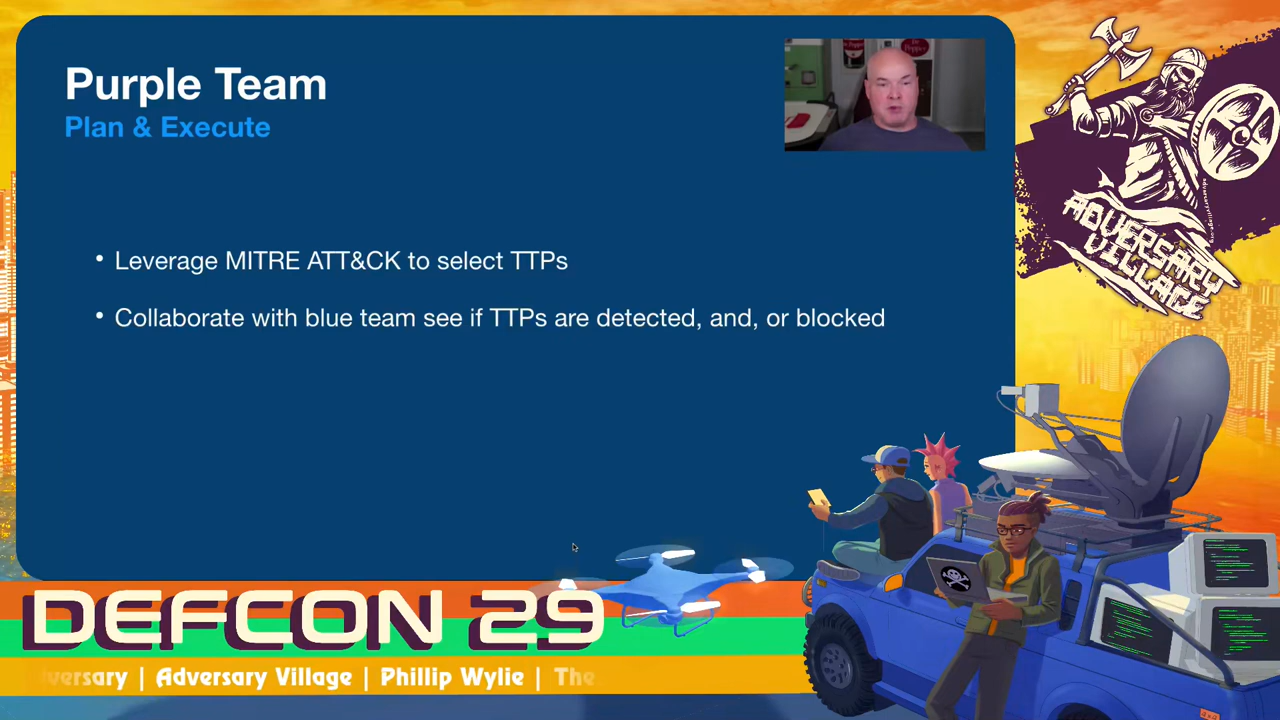 Purple Team
Plan & Execute
• Leverage MITRE ATT&CK to select TTPs
• Collaborate with blue team see if TTPs are detected, and, or blocked
ADVERSARY
VILLAGE
DEFCON 29
versary | Adversary Village | Phillip Wylie | The